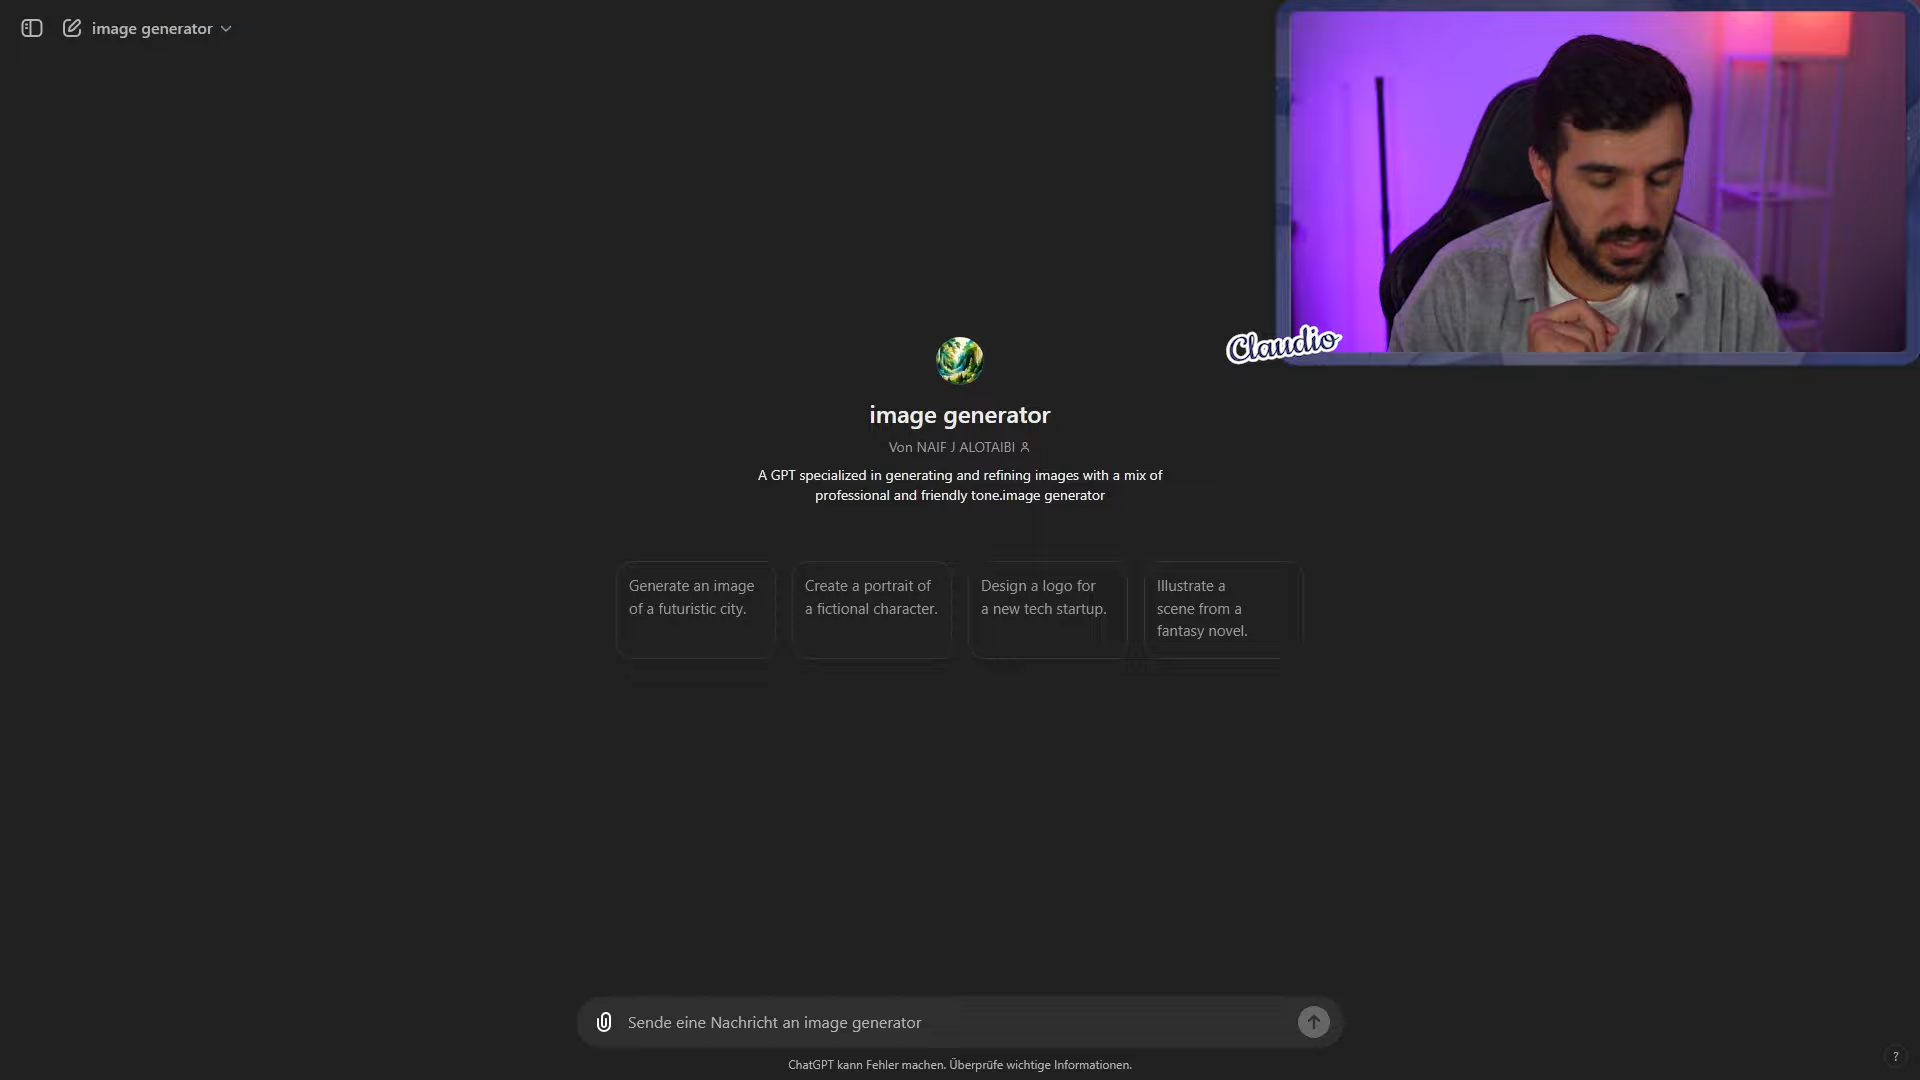 image generator
Claudio
image generator
Von NAIF J ALOTAIBI
A GPT specialized in generating and refining images with a mix of
professional and friendly tone.image generator
Generate an image
of a futuristic city.
Create a portrait of
a fictional character.
Design a logo for
a new tech startup.
Illustrate a
scene from a
fantasy novel.
Sende eine Nachricht an image generator
ChatGPT kann Fehler machen. Überprüfe wichtige Informationen.
?